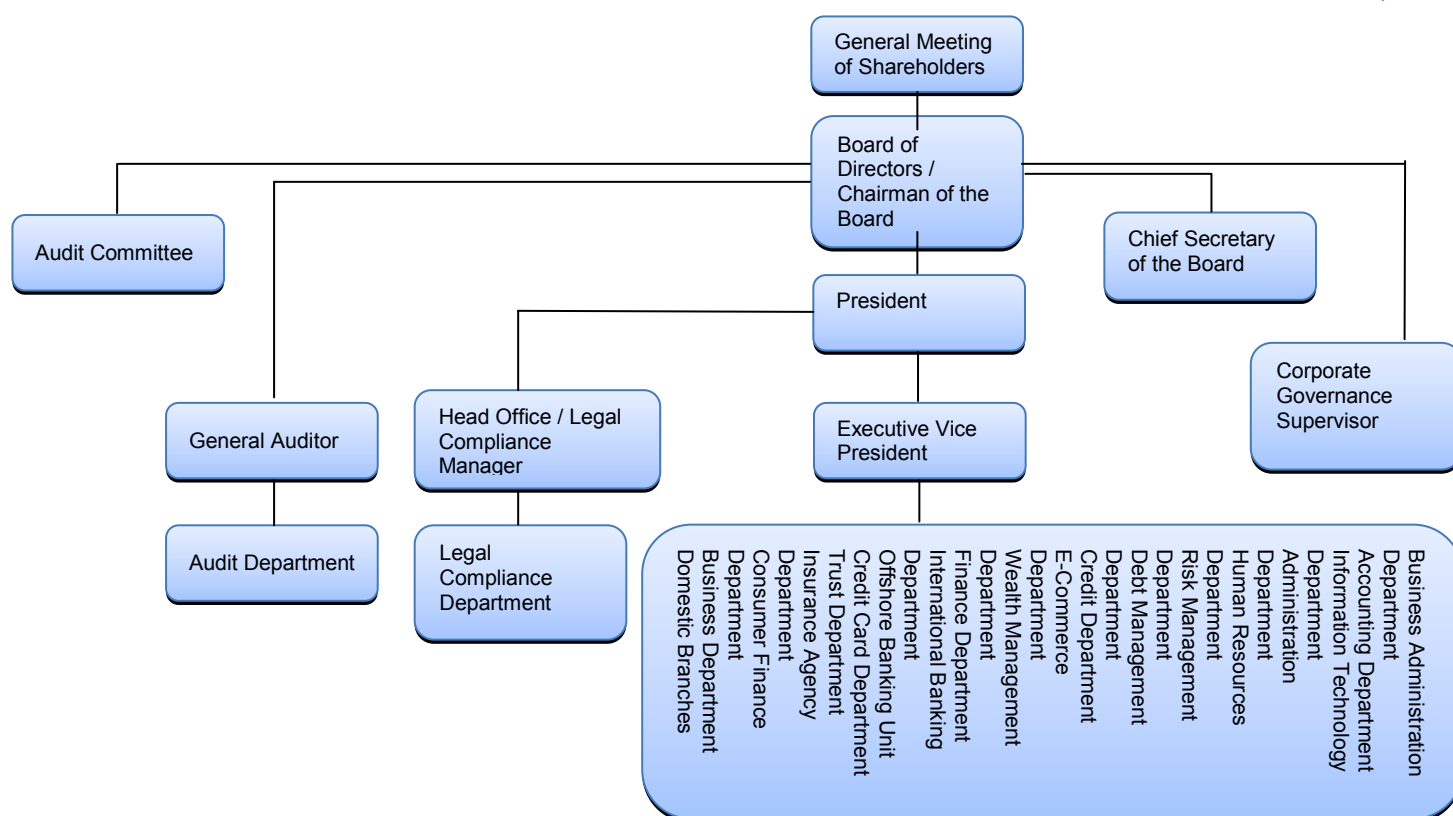 General Meeting
of Shareholders
Board of
Directors /
Chairman of the
Board
Audit Committee
Chief Secretary
of the Board
President
Corporate
Governance
Supervisor
General Auditor
Head Office / Legal
Compliance
Manager
Executive Vice
President
Audit Department
Legal
Compliance
Department
Business Administration
Department
Accounting Department
Information Technology
Department
Administration
Department
Human Resources
Department
Risk Management
Department
Debt Management
Department
Credit Department
E-Commerce
Department
Wealth Management
Department
Finance Department
International Banking
Department
Offshore Banking Unit
Credit Card Department
Trust Department
Insurance Agency
Department
Consumer Finance
Department
Business Department
Domestic Branches